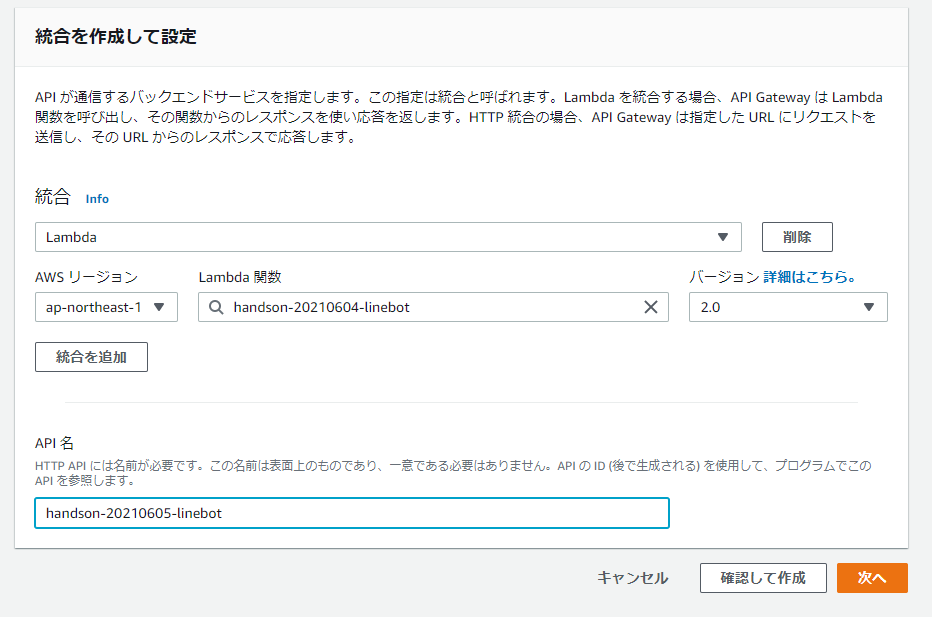 統合を作成して設定
API が通信するバックエンドサービスを指定します。この指定は統合と呼ばれます。Lambda を統合する場合、API Gateway は Lambda
関数を呼び出し、その関数からのレスポンスを使い応答を返します。HTTP 統合の場合、API Gateway は指定した URL にリクエストを
送信し、その URL からのレスポンスで応答します。
統合 Info
Lambda
削除
AWS リージョン Lambda 関数 バージョン 詳細はこちら。
ap-northeast-1 handson-20210604-linebot 2.0
統合を追加
API 名
HTTP API には名前が必要です。この名前は表面上のものであり、一意である必要はありません。API の ID (後で生成される) を使用して、プログラムでこの
API を参照します。
handson-20210605-linebot
キャンセル 確認して作成 次へ